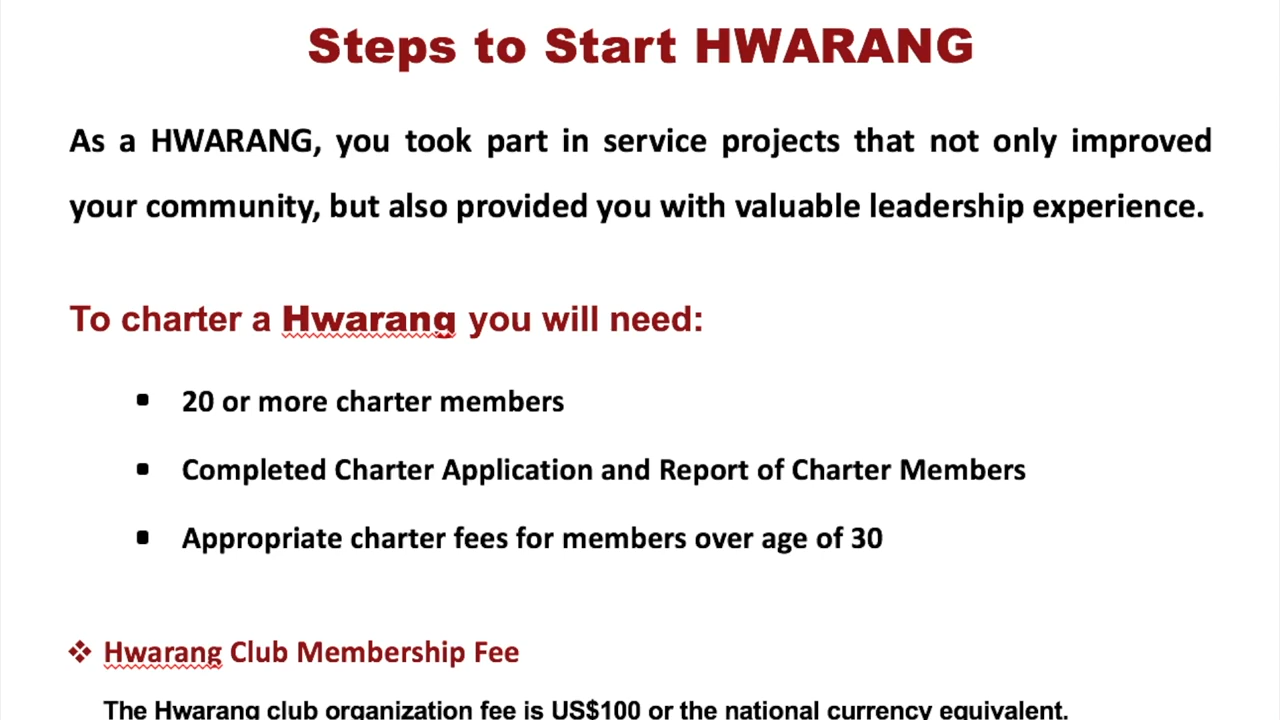 Steps to Start HWARANG
As a HWARANG, you took part in service projects that not only improved
your community, but also provided you with valuable leadership experience.
To charter a Hwarang you will need:
▪ 20 or more charter members
▪ Completed Charter Application and Report of Charter Members
▪ Appropriate charter fees for members over age of 30
❖ Hwarang Club Membership Fee
The Hwarang club organization fee is US$100 or the national currency equivalent.